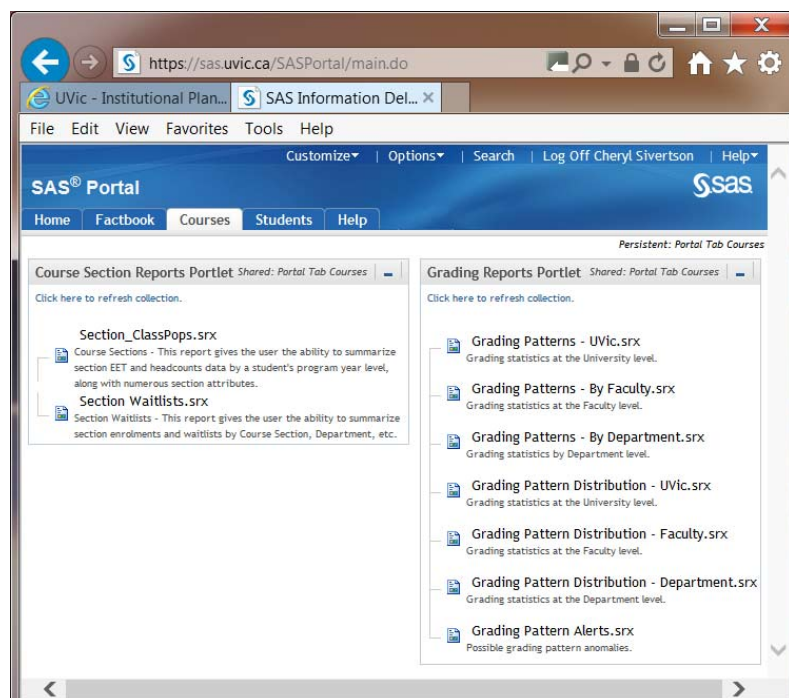 https://sas.uvic.ca/SASPortal/main.do
UVic - Institutional Plan...
SAS Information Del...
File Edit View Favorites Tools Help
Customize | Options | Search | Log Off Cheryl Sivertson | Help
SAS® Portal
sas
Home Factbook Courses Students Help
Persistent: Portal Tab Courses
Course Section Reports Portlet Shared: Portal Tab Courses
Click here to refresh collection.
Section_ClassPops.srx
Course Sections - This report gives the user the ability to summarize
section EET and headcounts data by a student's program year level,
along with numerous section attributes.
Section Waitlists.srx
Section Waitlists - This report gives the user the ability to summarize
section enrolments and waitlists by Course Section, Department, etc.
Grading Reports Portlet Shared: Portal Tab Courses
Click here to refresh collection.
Grading Patterns - UVic.srx
Grading statistics at the University level.
Grading Patterns - By Faculty.srx
Grading statistics at the Faculty level.
Grading Patterns - By Department.srx
Grading statistics by Department level.
Grading Pattern Distribution - UVic.srx
Grading statistics at the University level.
Grading Pattern Distribution - Faculty.srx
Grading statistics at the Faculty level.
Grading Pattern Distribution - Department.srx
Grading statistics at the Department level.
Grading Pattern Alerts.srx
Possible grading pattern anomalies.